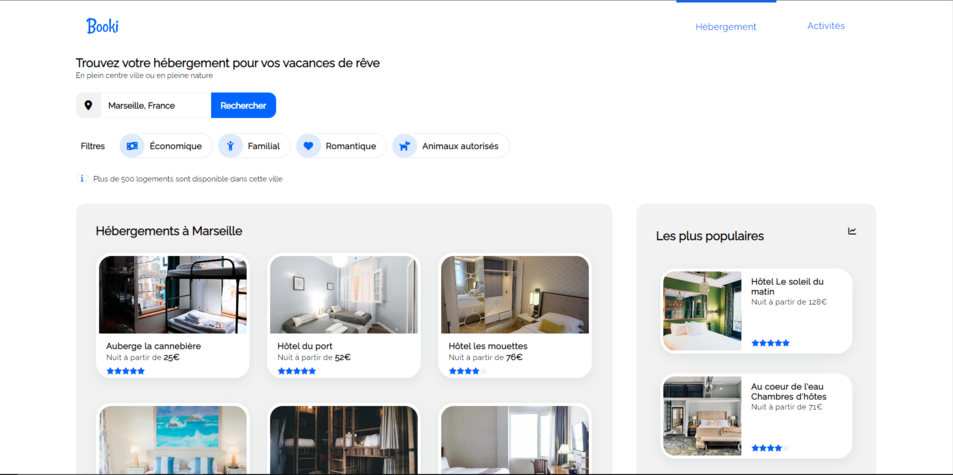 Booki
Hébergement
Activités
Trouvez votre hébergement pour vos vacances de rêve
En plein centre ville ou en pleine nature
Marseille, France
Rechercher
Filtres
Économique
Familial
Romantique
Animaux autorisés
Plus de 500 logements sont disponible dans cette ville
Hébergements à Marseille
Auberge la cannebière
Nuit à partir de 25€
Hôtel du port
Nuit à partir de 52€
Hôtel les mouettes
Nuit à partir de 76€
Les plus populaires
Hôtel Le soleil du
matin
Nuit à partir de 128€
Au coeur de l'eau
Chambres d'hôtes
Nuit à partir de 71€